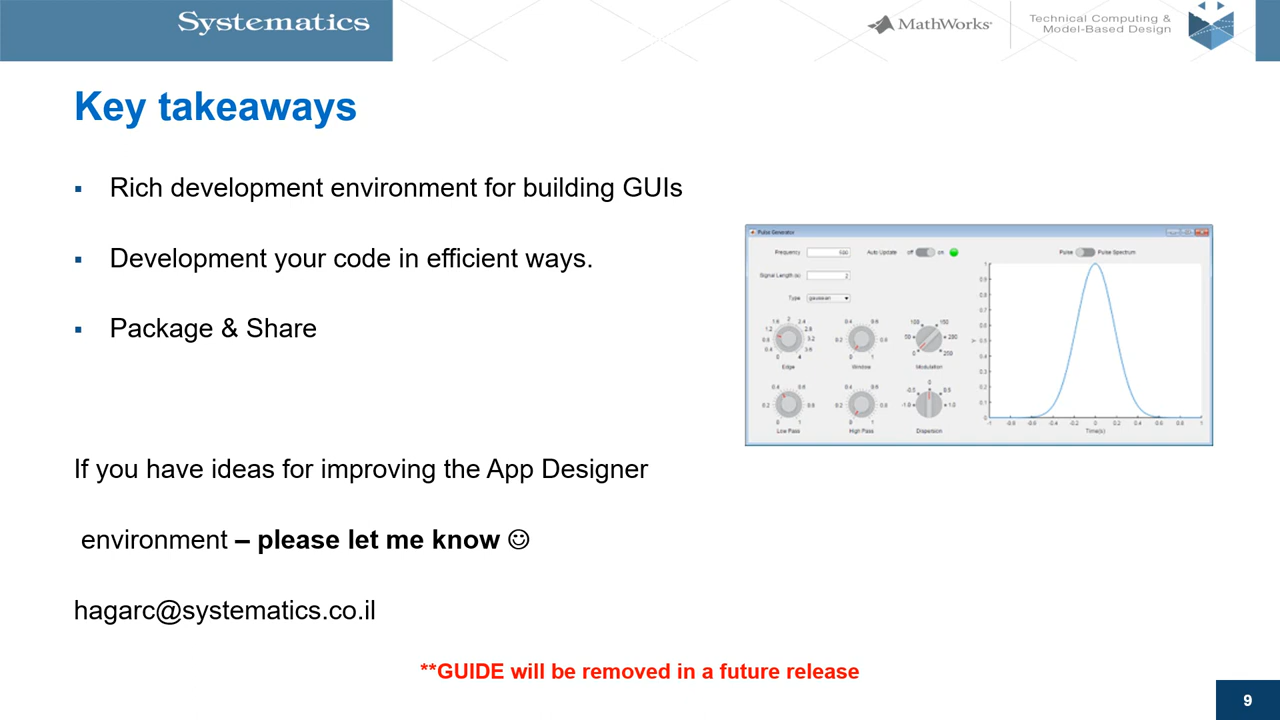 Systematics
MathWorks®
Technical Computing &
Model-Based Design
Key takeaways
▪ Rich development environment for building GUIs
▪ Development your code in efficient ways.
▪ Package & Share
If you have ideas for improving the App Designer
environment – please let me know ☺
hagarc@systematics.co.il
**GUIDE will be removed in a future release
9
Pulse Generator
Frequency
500
Auto Update
off
on
Pulse
Pulse Spectrum
Signal Length (s)
2
Type
gaussian
Edge
Window
Modulation
Low Pass
High Pass
Dispersion
Time(s)